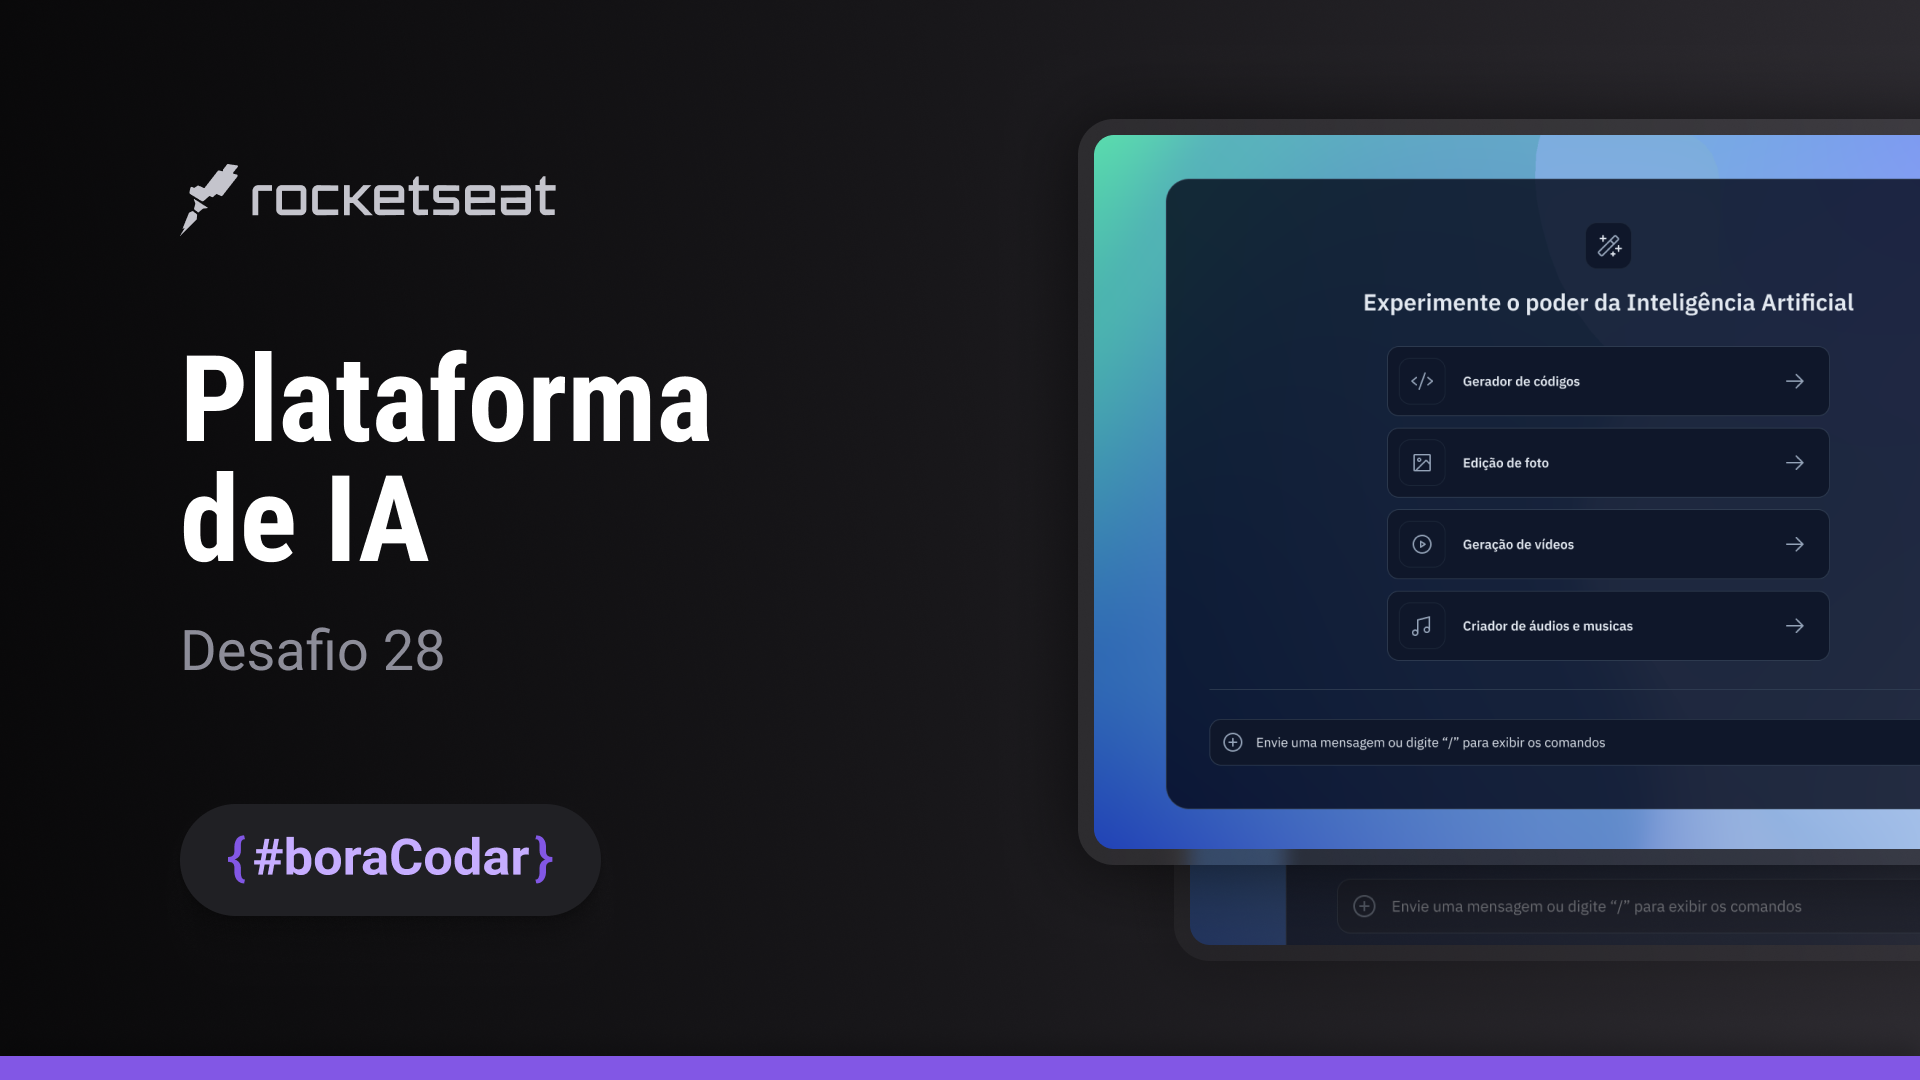 rocketseat
Plataforma
de IA
Desafio 28
{#boraCodar}
Experimente o poder da Inteligência Artificial
</> Gerador de códigos
Edição de foto
Geração de vídeos
Criador de áudios e musicas
Envie uma mensagem ou digite “/” para exibir os comandos
Envie uma mensagem ou digite “/” para exibir os comandos